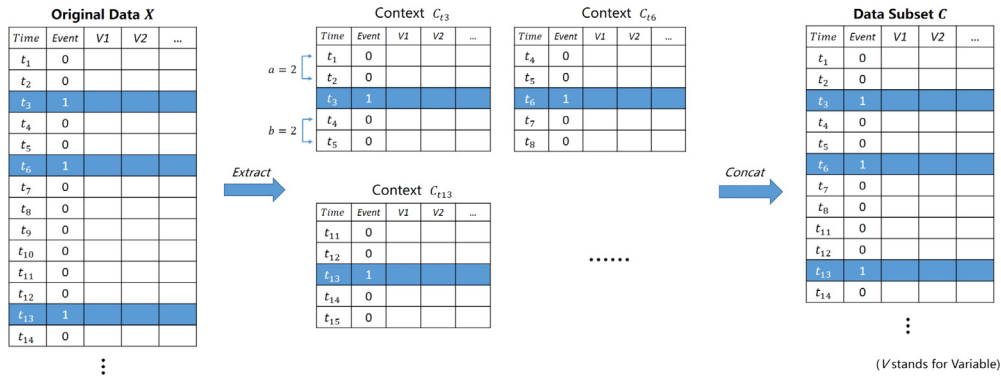 Original Data X
Time Event V1 V2 ...
t1 0
t2 0
t3 1
t4 0
t5 0
t6 1
t7 0
t8 0
t9 0
t10 0
t11 0
t12 0
t13 1
t14 0
⋮
Extract
Context Ct3
Time Event V1 V2 ...
t1 0
t2 0
t3 1
t4 0
t5 0
a = 2
b = 2
Context Ct6
Time Event V1 V2 ...
t4 0
t5 0
t6 1
t7 0
t8 0
Context Ct13
Time Event V1 V2 ...
t11 0
t12 0
t13 1
t14 0
t15 0
......
Concat
Data Subset C
Time Event V1 V2 ...
t1 0
t2 0
t3 1
t4 0
t5 0
t6 1
t7 0
t8 0
t11 0
t12 0
t13 1
t14 0
⋮
(V stands for Variable)